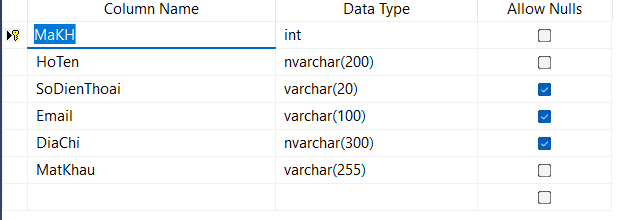 Column Name Data Type Allow Nulls
MaKH int
HoTen nvarchar(200)
SoDienThoai varchar(20)
Email varchar(100)
DiaChi nvarchar(300)
MatKhau varchar(255)